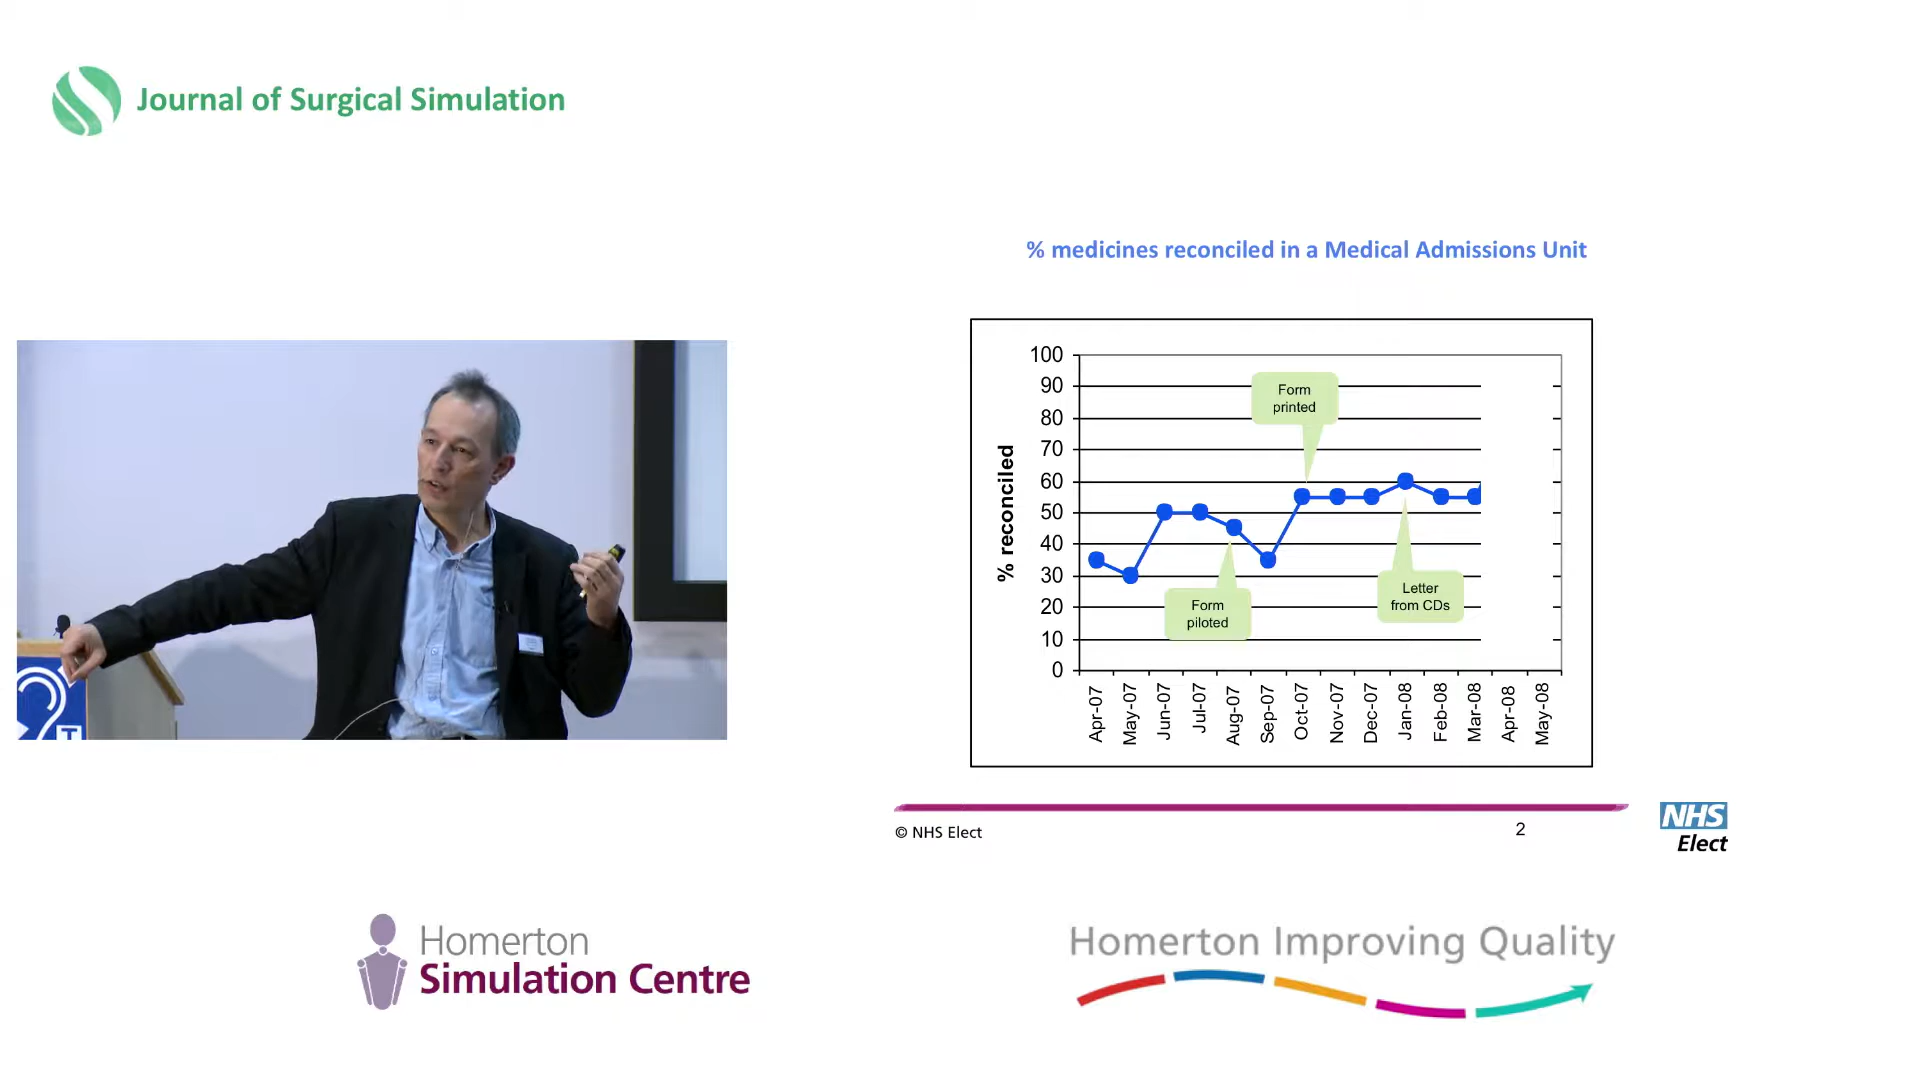 Journal of Surgical Simulation
% medicines reconciled in a Medical Admissions Unit
% reconciled
100
90
80
70
60
50
40
30
20
10
0
Form
printed
Form
piloted
Letter
from CDs
Apr-07
May-07
Jun-07
Jul-07
Aug-07
Sep-07
Oct-07
Nov-07
Dec-07
Jan-08
Feb-08
Mar-08
Apr-08
May-08
© NHS Elect
2
NHS
Elect
T
Homerton
Simulation Centre
Homerton Improving Quality